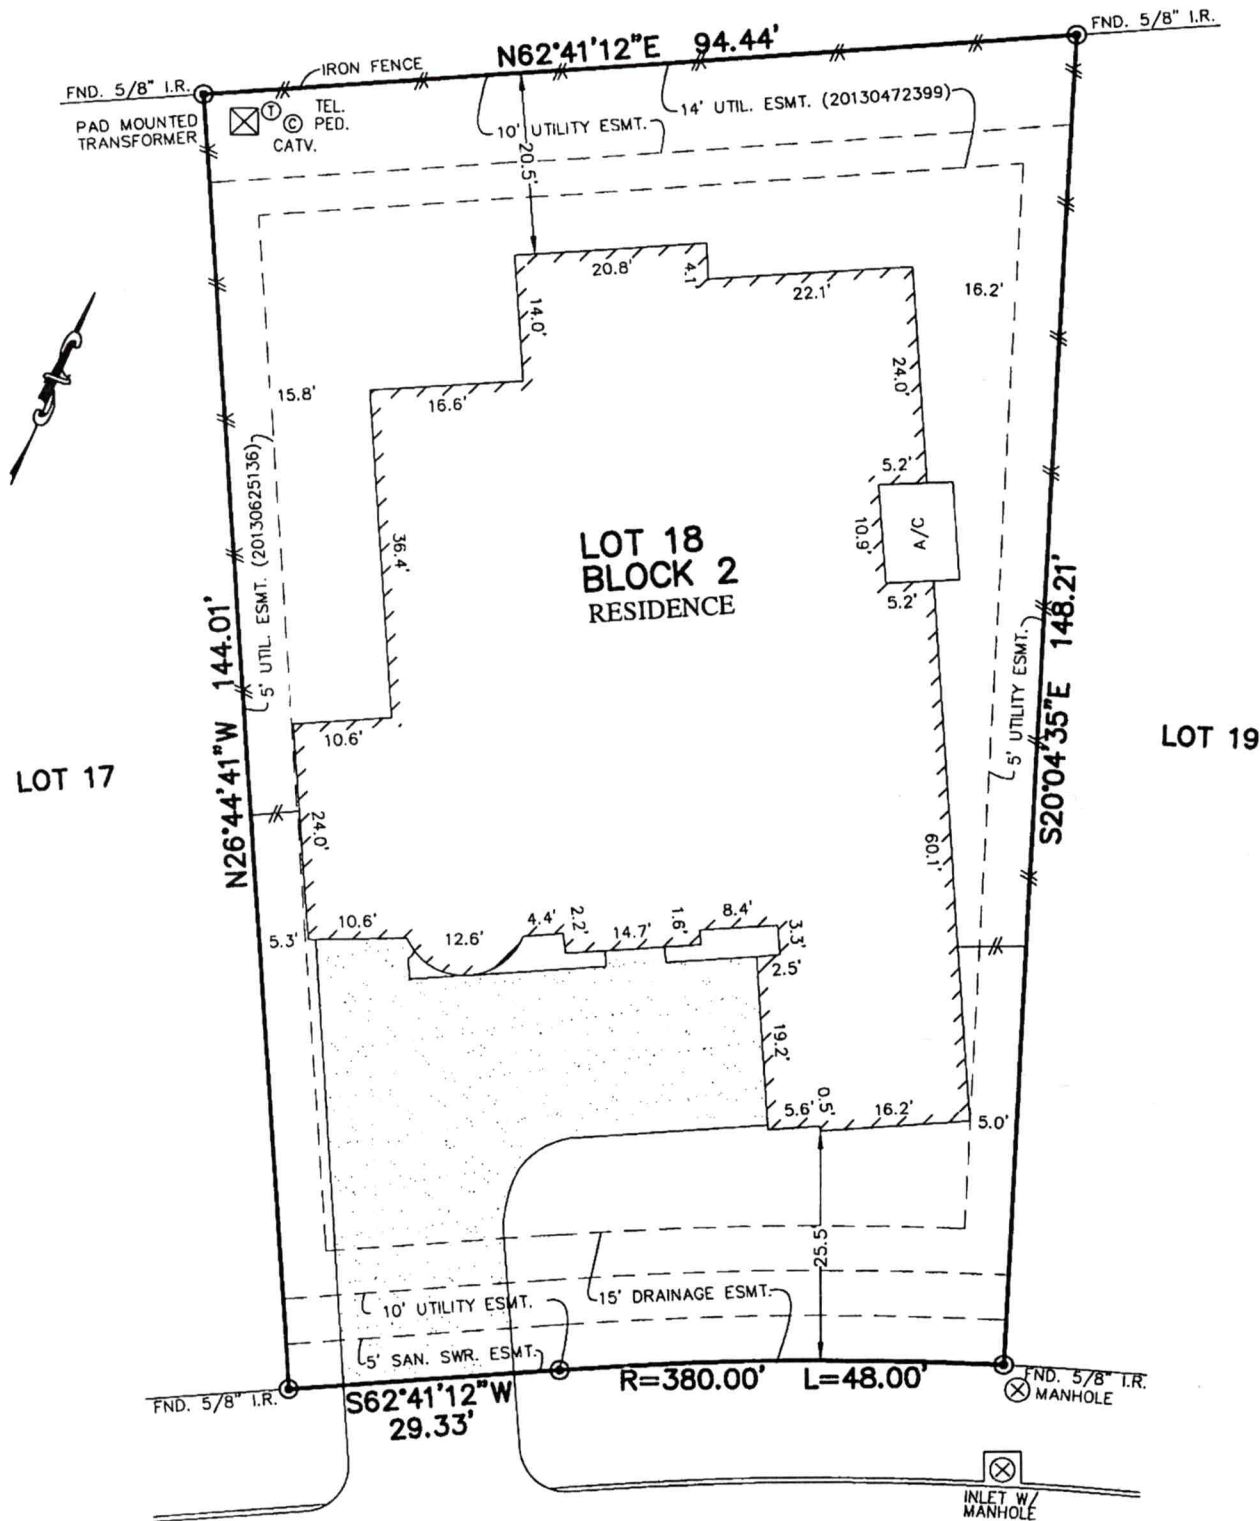 N62°41'12"E 94.44'
FND. 5/8" I.R.
FND. 5/8" I.R.
IRON FENCE
PAD MOUNTED
TRANSFORMER
T
TEL.
PED.
C
CATV.
14' UTIL. ESMT. (20130472399)
10' UTILITY ESMT.
20.5'
20.8'
4.1'
22.1'
16.2'
14.0'
15.8'
16.6'
24.0'
5' UTIL. ESMT. (20130625136)
36.4'
5.2'
10.9'
A/C
5.2'
LOT 18
BLOCK 2
RESIDENCE
N26°44'41"W 144.01'
S20°04'35"E 148.21'
5' UTILITY ESMT.
LOT 17
LOT 19
10.6'
24.0'
60.1'
5.3'
10.6'
12.6'
4.4'
2.2'
14.7'
1.6'
8.4'
3.3'
2.5'
19.2'
5.6'
0.5'
16.2'
5.0'
25.5'
10' UTILITY ESMT.
15' DRAINAGE ESMT.
5' SAN. SWR. ESMT.
FND. 5/8" I.R.
S62°41'12"W
29.33'
R=380.00' L=48.00'
FND. 5/8" I.R.
MANHOLE
INLET W/
MANHOLE